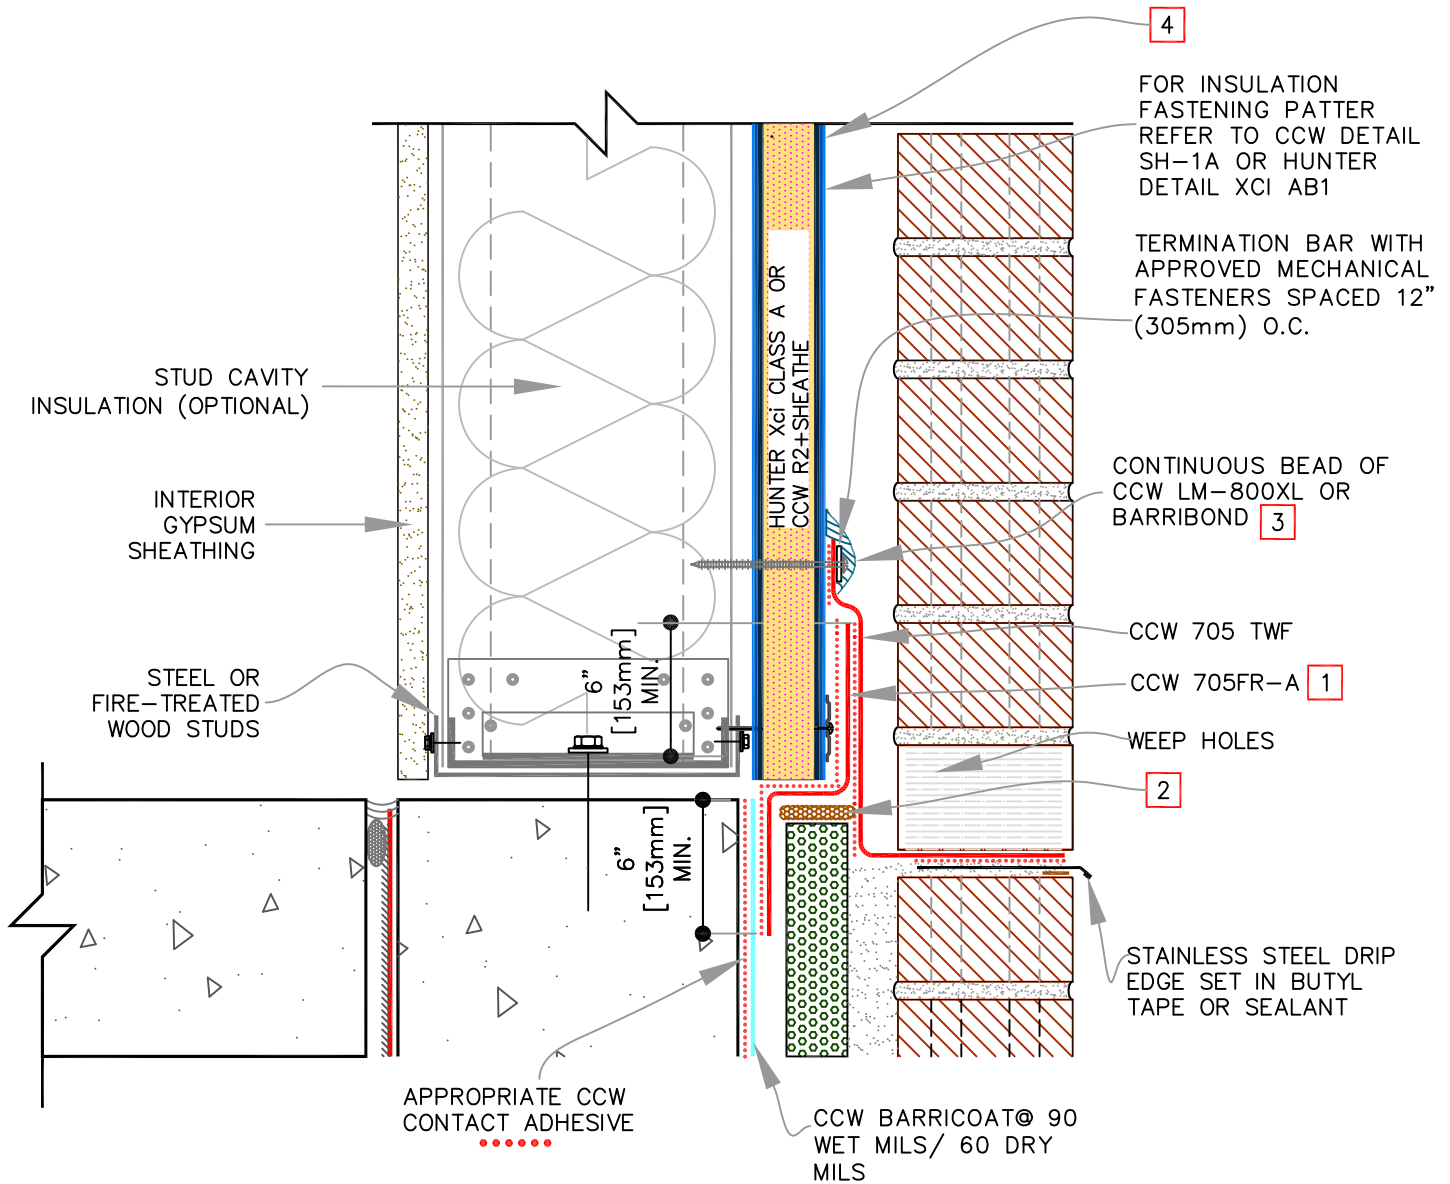 4
FOR INSULATION
FASTENING PATTER
REFER TO CCW DETAIL
SH-1A OR HUNTER
DETAIL XCI AB1
TERMINATION BAR WITH
APPROVED MECHANICAL
FASTENERS SPACED 12"
(305mm) O.C.
HUNTER Xci CLASS A OR
CCW R2+SHEATHE
STUD CAVITY
INSULATION (OPTIONAL)
CONTINUOUS BEAD OF
CCW LM-800XL OR
BARRIBOND 3
INTERIOR
GYPSUM
SHEATHING
CCW 705 TWF
6"
[153mm]
MIN.
STEEL OR
FIRE-TREATED
WOOD STUDS
CCW 705FR-A 1
WEEP HOLES
2
6"
[153mm]
MIN.
STAINLESS STEEL DRIP
EDGE SET IN BUTYL
TAPE OR SEALANT
APPROPRIATE CCW
CONTACT ADHESIVE
CCW BARRICOAT@ 90
WET MILS/ 60 DRY
MILS